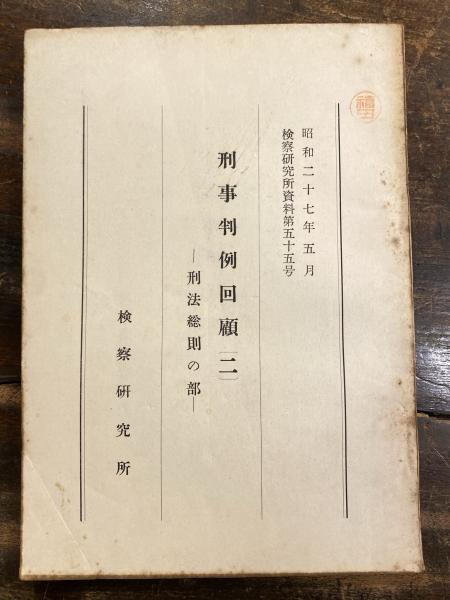 昭和二十七年五月
検察研究所資料第五十五号
刑事判例回顧〔二〕
―刑法総則の部―
検察研究所